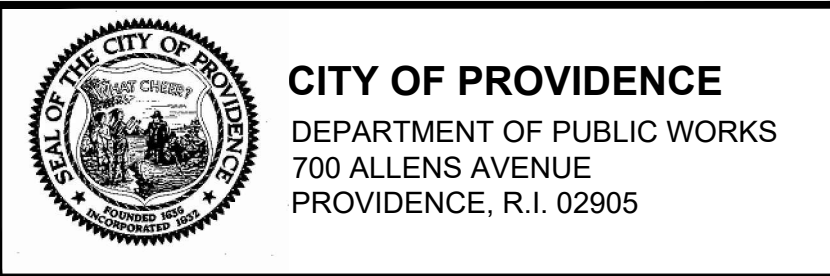 SEAL OF THE CITY OF PROVIDENCE
WHAT CHEER?
FOUNDED 1636
INCORPORATED 1832
CITY OF PROVIDENCE
DEPARTMENT OF PUBLIC WORKS
700 ALLENS AVENUE
PROVIDENCE, R.I. 02905